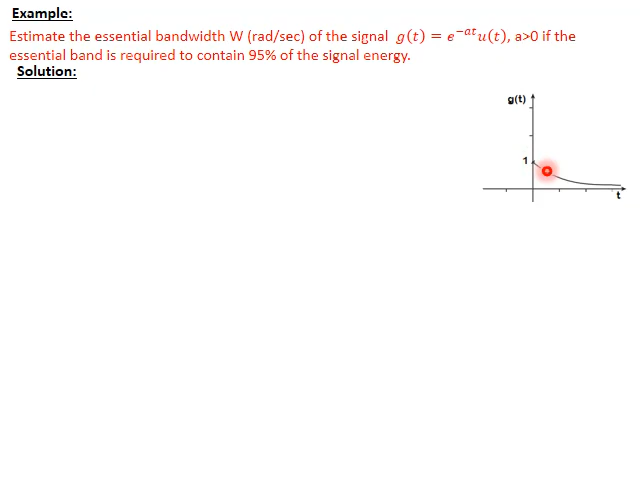 Example:
Estimate the essential bandwidth W (rad/sec) of the signal g(t) = e^{-at}u(t), a>0 if the
essential band is required to contain 95% of the signal energy.
Solution:
g(t)
1
t